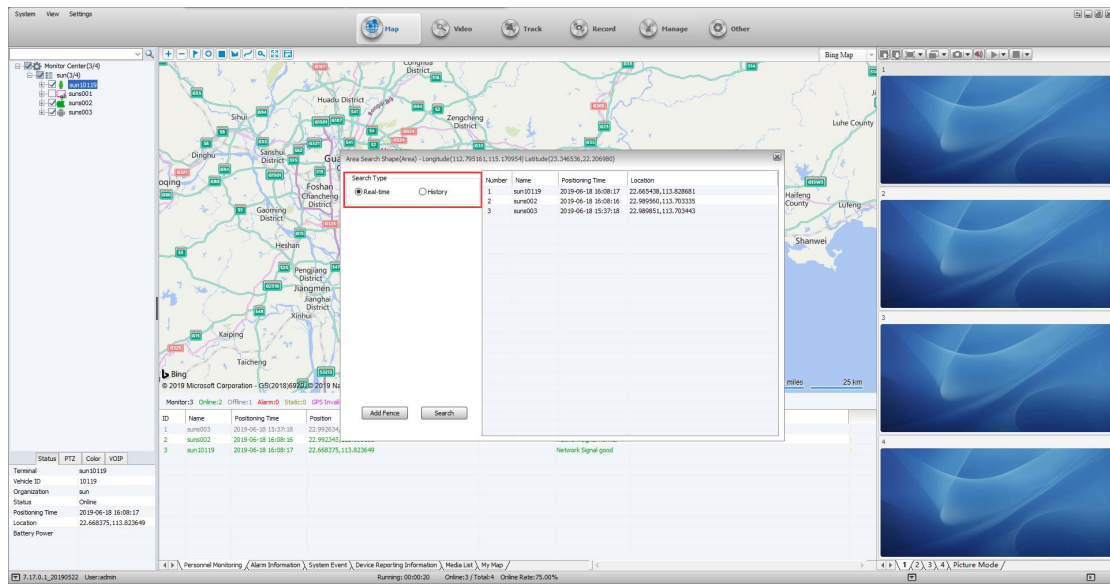 System View Settings
Map Video Track Record Manage Other
Monitor Center(3/4)
sun(3/4)
sun10119
suns001
suns002
suns003
Bing Map
Conghua
District
Huadu District
Sihui
Zengcheng
District
Luhe County
Dinghu
Sanshui
District
Foshan
Chancheng
District
Gaoming
District
Heshan
Pengjiang
District
Jiangmen
Jianghai
District
Xinhui
Kaiping
Taicheng
Haifeng
County
Lufeng
Shanwei
Bing
© 2019 Microsoft Corporation - GS(2018)6920
© 2019 Na
miles 25 km
Area Search Shape(Area) - Longitude(112.795161,115.170954) Latitude(23.346536,22.206980)
Search Type
Real-time History
Number Name Positioning Time Location
1 sun10119 2019-06-18 16:08:17 22.665438,113.828681
2 suns002 2019-06-18 16:08:16 22.989560,113.703335
3 suns003 2019-06-18 15:37:18 22.989851,113.703443
Add Fence Search
Monitor:3 Online:2 Offline:1 Alarm:0 Static:0 GPS Invali
ID Name Positioning Time Position
1 suns003 2019-06-18 15:37:18 22.992634,
2 suns002 2019-06-18 16:08:16 22.992343,
3 sun10119 2019-06-18 16:08:17 22.668375,113.823649 Network Signal good
Status PTZ Color VOIP
Terminal sun10119
Vehicle ID 10119
Organization sun
Status Online
Positioning Time 2019-06-18 16:08:17
Location 22.668375,113.823649
Battery Power
Personnel Monitoring Alarm Information System Event Device Reporting Information Media List My Map
1
2
3
4
1 2 3 4 Picture Mode
7.17.0.1_20190522 User:admin
Running: 00:00:20 Online:3 / Total:4 Online Rate:75.00%